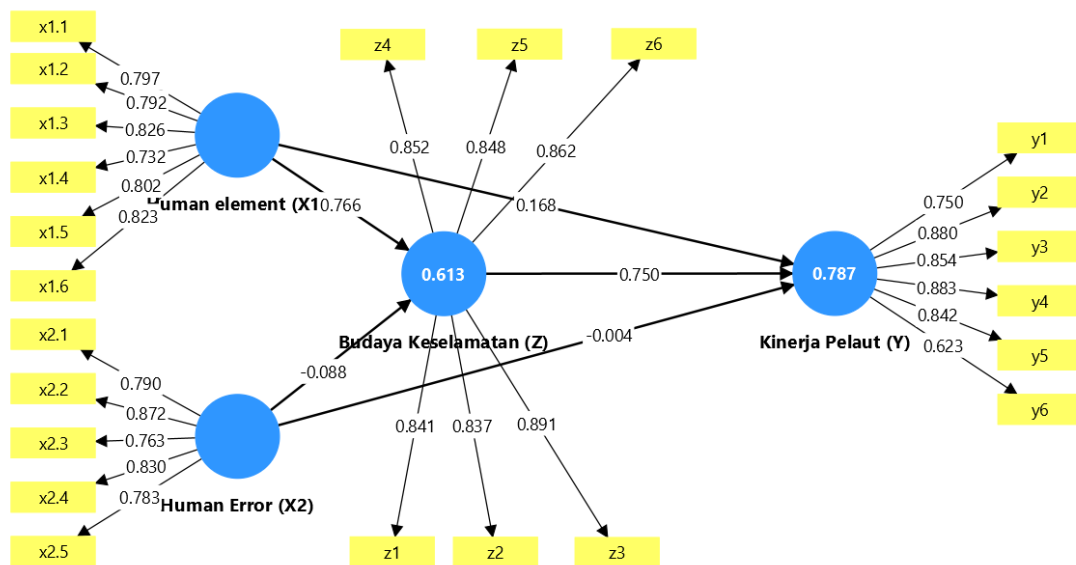 x1.1
x1.2
x1.3
x1.4
x1.5
x1.6
0.797
0.792
0.826
0.732
0.802
0.823
Human element (X1
x2.1
x2.2
x2.3
x2.4
x2.5
0.790
0.872
0.763
0.830
0.783
Human Error (X2)
z4
z5
z6
0.852
0.848
0.862
0.766
0.168
0.613
0.750
Budaya Keselamatan (Z)
-0.088
-0.004
0.841
0.837
0.891
z1
z2
z3
0.787
Kinerja Pelaut (Y)
0.750
0.880
0.854
0.883
0.842
0.623
y1
y2
y3
y4
y5
y6